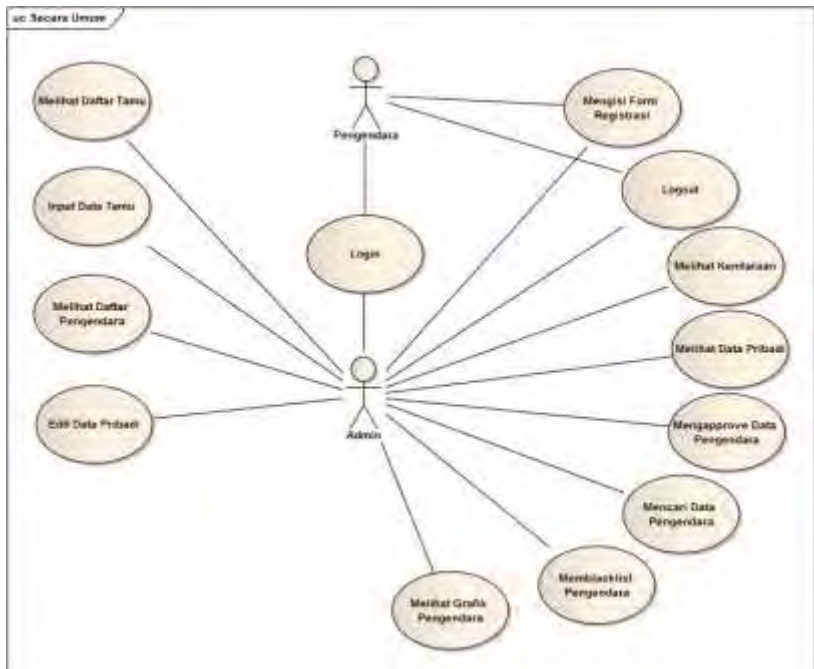 uc Secara Umum
Melihat Daftar Tamu
Pengendara
Mengisi Form
Registrasi
Input Data Tamu
Login
Logout
Melihat Kendaraan
Melihat Daftar
Pengendara
Melihat Data Pribadi
Edit Data Pribadi
Admin
Mengapprove Data
Pengendara
Mencari Data
Pengendara
Memblacklist
Pengendara
Melihat Grafik
Pengendara